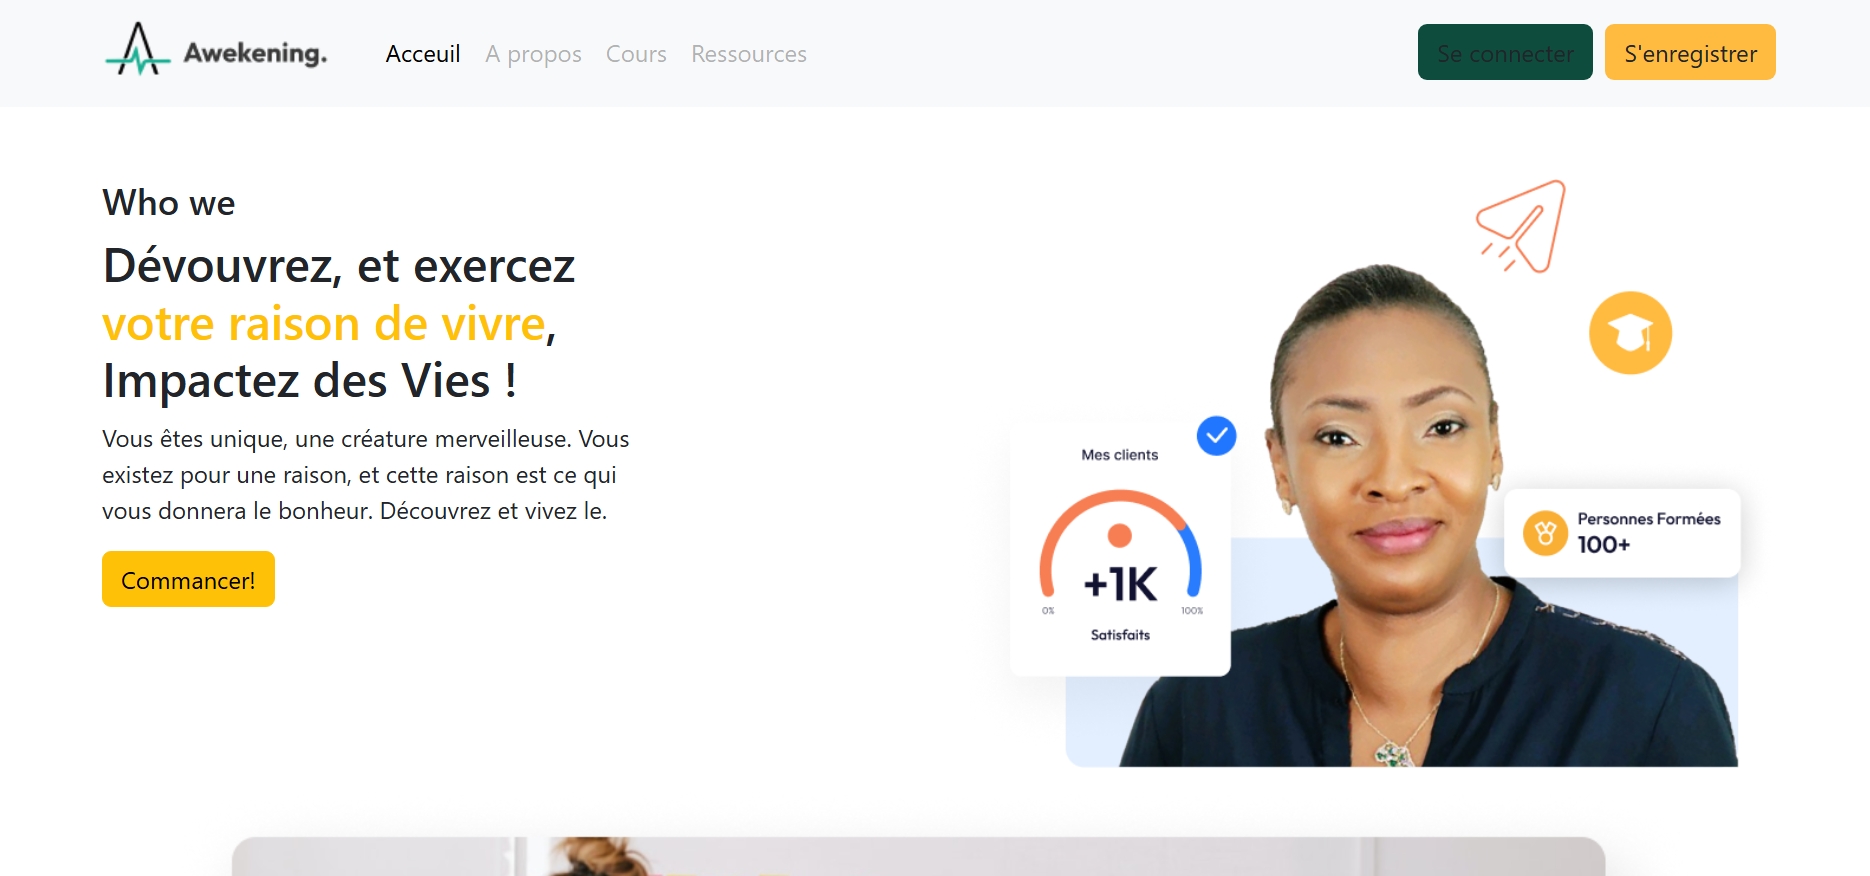 Awekening.
Acceuil
A propos
Cours
Ressources
Se connecter
S'enregistrer
Who we
Dévouvrez, et exercez
votre raison de vivre,
Impactez des Vies !
Vous êtes unique, une créature merveilleuse. Vous
existez pour une raison, et cette raison est ce qui
vous donnera le bonheur. Découvrez et vivez le.
Commancer!
Mes clients
+1K
0%
100%
Satisfaits
Personnes Formées
100+